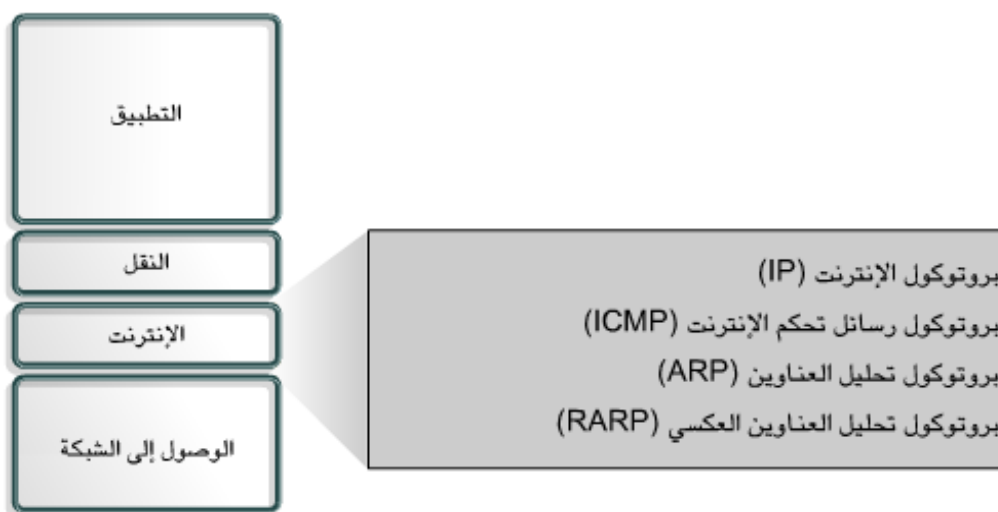 التطبيق
النقل
الإنترنت
الوصول إلى الشبكة
بروتوكول الإنترنت (IP)
بروتوكول رسائل تحكم الإنترنت (ICMP)
بروتوكول تحليل العناوين (ARP)
بروتوكول تحليل العناوين العكسي (RARP)